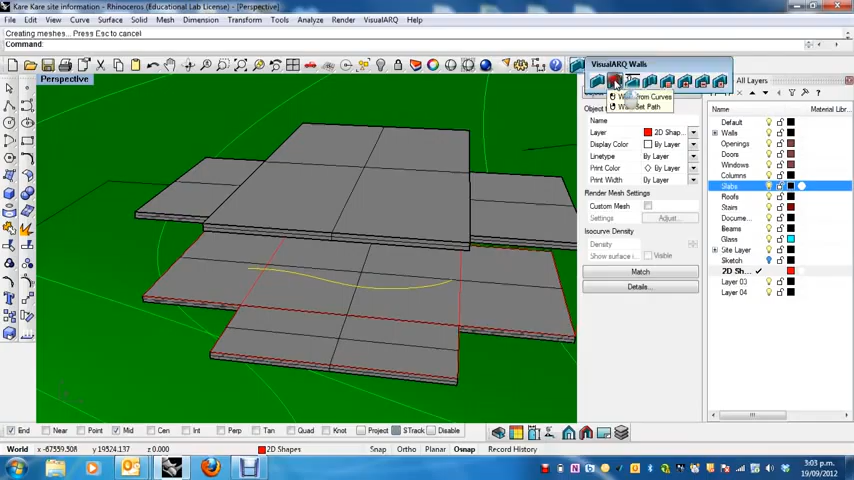 Kare Kare site information - Rhinoceros (Educational Lab License) - [Perspective]
File Edit View Curve Surface Solid Mesh Dimension Transform Tools Analyze Render VisualARQ Help
Creating meshes... Press Esc to cancel
Command:
Perspective
VisualARQ Walls
Wall From Curves
Wall Set Path
Object
Name
Layer 2D Shap...
Display Color By Layer
Linetype By Layer
Print Color By Layer
Print Width By Layer
Render Mesh Settings
Custom Mesh
Settings Adjust...
Isocurve Density
Density
Show surface i... Visible
Match
Details...
All Layers
Name Material Libr
Default
Walls
Openings
Doors
Windows
Columns
Slabs
Roofs
Stairs
Docume...
Beams
Glass
Site Layer
Sketch
2D Sh...
Layer 03
Layer 04
End Near Point Mid Cen Int Perp Tan Quad Knot Project STrack Disable
World x -67559.508 y 19524.137 z 0.000 2D Shapes Snap Ortho Planar Osnap Record History
3:03 p.m.
19/09/2012